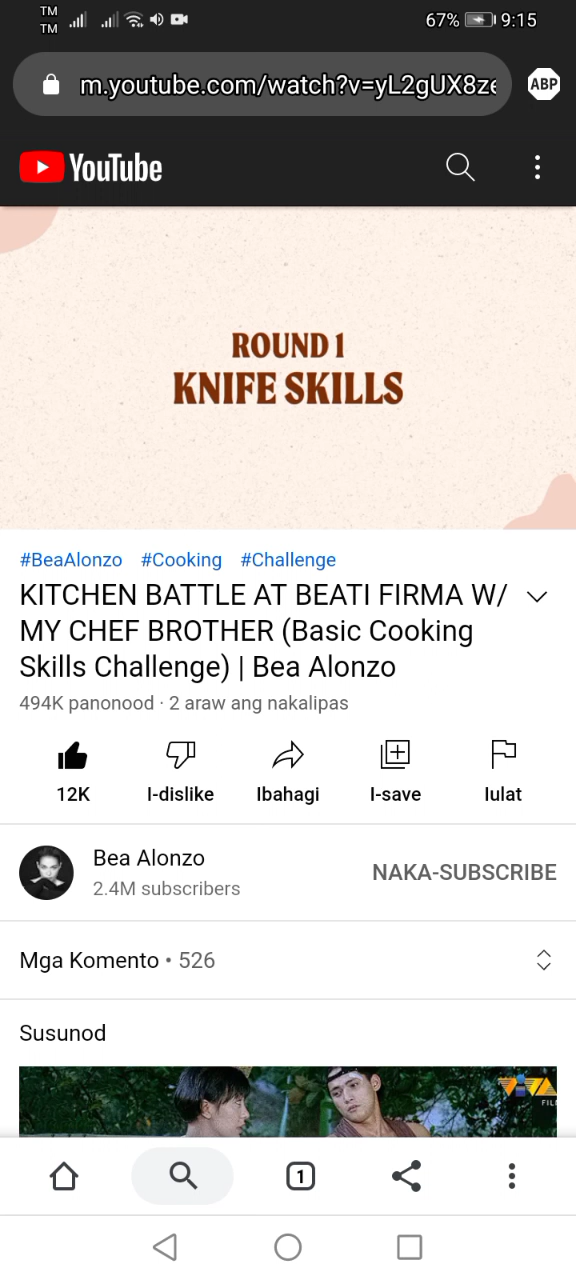 TM
TM
67% 9:15
m.youtube.com/watch?v=yL2gUX8ze
ABP
YouTube
ROUND 1
KNIFE SKILLS
#BeaAlonzo #Cooking #Challenge
KITCHEN BATTLE AT BEATI FIRMA W/
MY CHEF BROTHER (Basic Cooking
Skills Challenge) | Bea Alonzo
494K panonood · 2 araw ang nakalipas
12K I-dislike Ibahagi I-save Iulat
Bea Alonzo
2.4M subscribers
NAKA-SUBSCRIBE
Mga Komento • 526
Susunod
VIVA
FIL
1